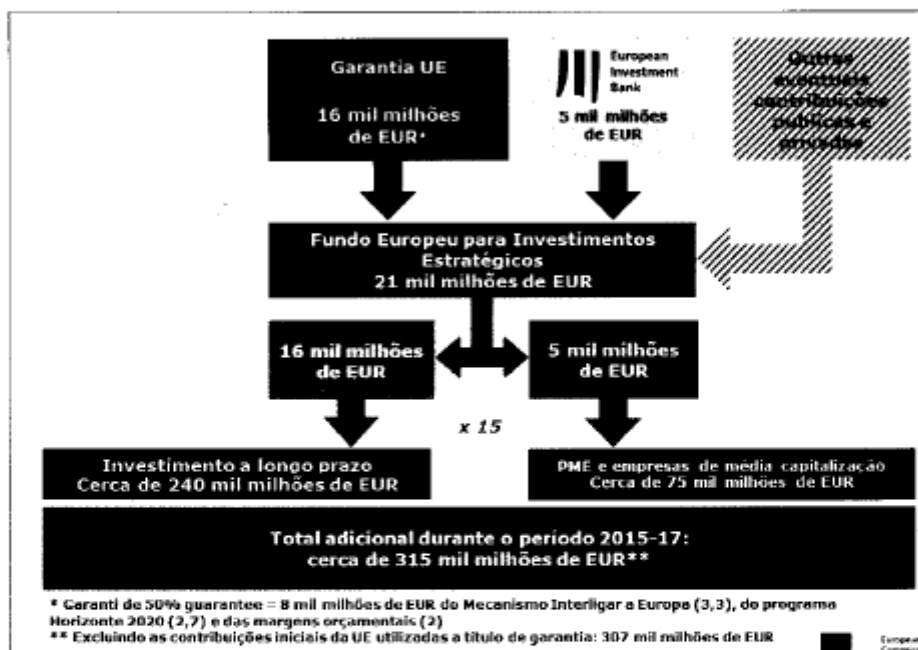 Garantia UE
16 mil milhões
de EUR*
European
Investment
Bank
5 mil milhões
de EUR
Outras
eventuais
contribuições
publicas e
privadas
Fundo Europeu para Investimentos
Estratégicos
21 mil milhões de EUR
16 mil milhões
de EUR
5 mil milhões
de EUR
x 15
Investimento a longo prazo
Cerca de 240 mil milhões de EUR
PME e empresas de média capitalização
Cerca de 75 mil milhões de EUR
Total adicional durante o período 2015-17:
cerca de 315 mil milhões de EUR**
* Garanti de 50% guarantee = 8 mil milhões de EUR do Mecanismo Interligar a Europa (3,3), do programa
Horizonte 2020 (2,7) e das margens orçamentais (2)
** Excluindo as contribuições iniciais da UE utilizadas a título de garantia: 307 mil milhões de EUR
European